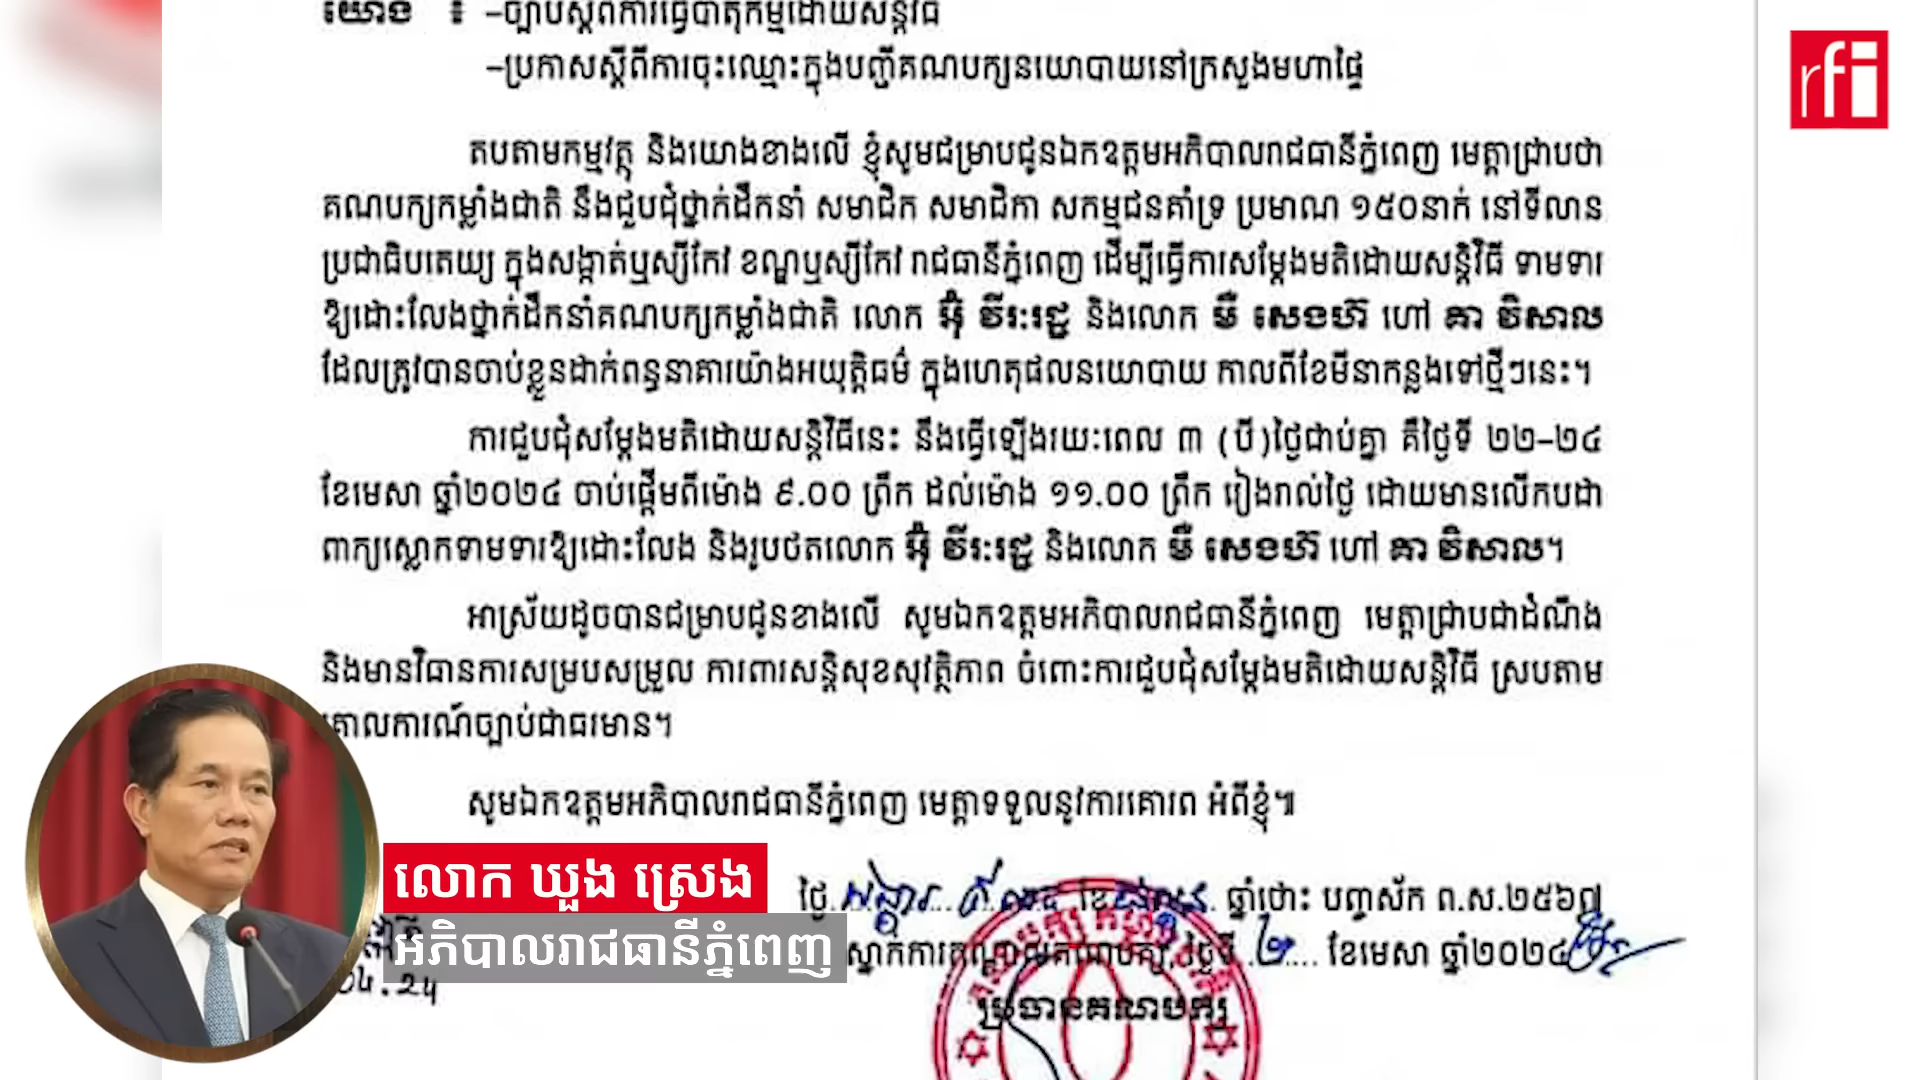 យោង ៖ –ច្បាប់ស្តីពីការធ្វើបាតុកម្មដោយសន្តិវិធី
–ប្រកាសស្តីពីការចុះឈ្មោះក្នុងបញ្ជីគណបក្សនយោបាយនៅក្រសួងមហាផ្ទៃ
rfi
តបតាមកម្មវត្ថុ និងយោងខាងលើ ខ្ញុំសូមជម្រាបជូនឯកឧត្តមអភិបាលរាជធានីភ្នំពេញ មេត្តាជ្រាបថា
គណបក្សកម្លាំងជាតិ នឹងជួបជុំថ្នាក់ដឹកនាំ សមាជិក សមាជិកា សកម្មជនគាំទ្រ ប្រមាណ ១៥០នាក់ នៅទីលាន
ប្រជាធិបតេយ្យ ក្នុងសង្កាត់ឬស្សីកែវ ខណ្ឌឬស្សីកែវ រាជធានីភ្នំពេញ ដើម្បីធ្វើការសម្តែងមតិដោយសន្តិវិធី ទាមទារ
ឱ្យដោះលែងថ្នាក់ដឹកនាំគណបក្សកម្លាំងជាតិ លោក អ៊ុំ វីរៈរដ្ឋ និងលោក មី សេងហ៊ ហៅ គា វិសាល
ដែលត្រូវបានចាប់ខ្លួនដាក់ពន្ធនាគារយ៉ាងអយុត្តិធម៌ ក្នុងហេតុផលនយោបាយ កាលពីខែមីនាកន្លងទៅថ្មីៗនេះ។
ការជួបជុំសម្តែងមតិដោយសន្តិវិធីនេះ នឹងធ្វើឡើងរយៈពេល ៣ (បី)ថ្ងៃជាប់គ្នា គឺថ្ងៃទី ២២–២៤
ខែមេសា ឆ្នាំ២០២៤ ចាប់ផ្តើមពីម៉ោង ៩.០០ ព្រឹក ដល់ម៉ោង ១១.០០ ព្រឹក រៀងរាល់ថ្ងៃ ដោយមានលើកបដា
ពាក្យស្លោកទាមទារឱ្យដោះលែង និងរូបថតលោក អ៊ុំ វីរៈរដ្ឋ និងលោក មី សេងហ៊ ហៅ គា វិសាល។
អាស្រ័យដូចបានជម្រាបជូនខាងលើ សូមឯកឧត្តមអភិបាលរាជធានីភ្នំពេញ មេត្តាជ្រាបជាដំណឹង
និងមានវិធានការសម្របសម្រួល ការពារសន្តិសុខសុវត្ថិភាព ចំពោះការជួបជុំសម្តែងមតិដោយសន្តិវិធី ស្របតាម
គោលការណ៍ច្បាប់ជាធរមាន។
សូមឯកឧត្តមអភិបាលរាជធានីភ្នំពេញ មេត្តាទទួលនូវការគោរព អំពីខ្ញុំ៕
លោក ឃួង ស្រេង
អភិបាលរាជធានីភ្នំពេញ
ថ្ងៃ អង្គារ ខែ ឆ្នាំថោះ បញ្ចស័ក ព.ស.២៥៦៧
ស្នាក់ការកណ្តាលគណបក្ស, ថ្ងៃទី ២ ខែមេសា ឆ្នាំ២០២៤
ប្រធានគណបក្ស
04.24